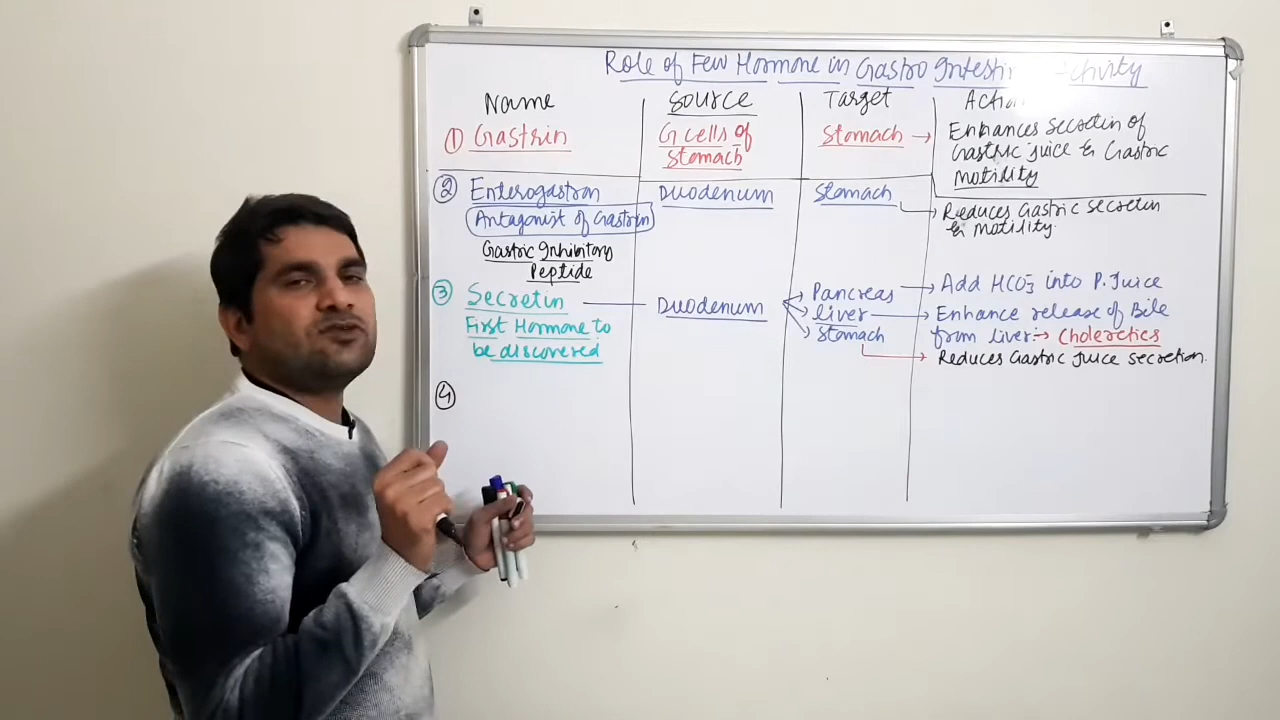 Role of Few Hormone in Gastro
Name Source Target
① Gastrin G cells of Stomach Enhances secretin of
Stomach Gastric juice & Gastric
Motility
② Enterogastron Duodenum Stomach Reduces Gastric secretin
Antagonist of Gastrin & Motility.
Gastric Inhibitory
Peptide
③ Secretin Duodenum Pancreas Add HCO3- into P. Juice
First Hormone to liver Enhance release of Bile
be discovered stomach from liver → Choleretics
Reduces Gastric Juice secretion.
④